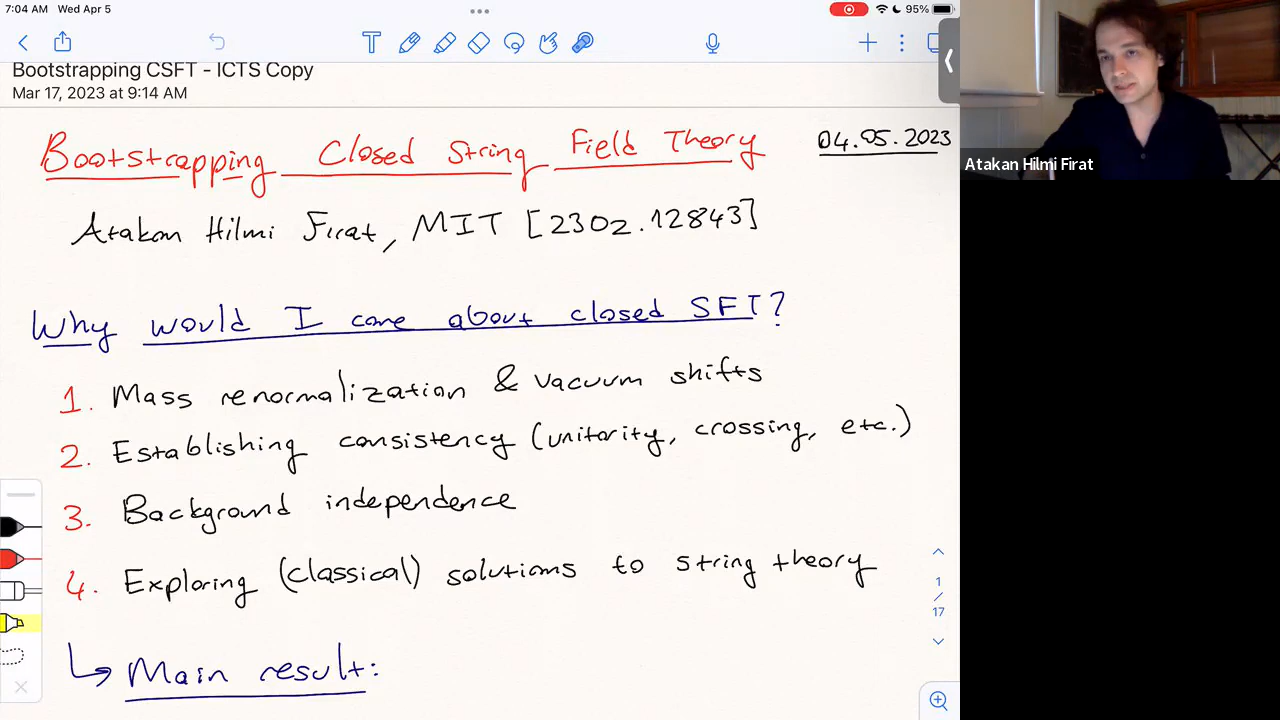 7:04 AM Wed Apr 5
95%
Bootstrapping CSFT - ICTS Copy
Mar 17, 2023 at 9:14 AM
Bootstrapping Closed String Field Theory
04.05.2023
Atakan Hilmi Fırat, MIT [2302.12843]
Atakan Hilmi Firat
Why would I care about closed SFT?
1. Mass renormalization & vacuum shifts
2. Establishing consistency (unitarity, crossing, etc.)
3. Background independence
4. Exploring (classical) solutions to string theory
1
/
17
↳ Main result: